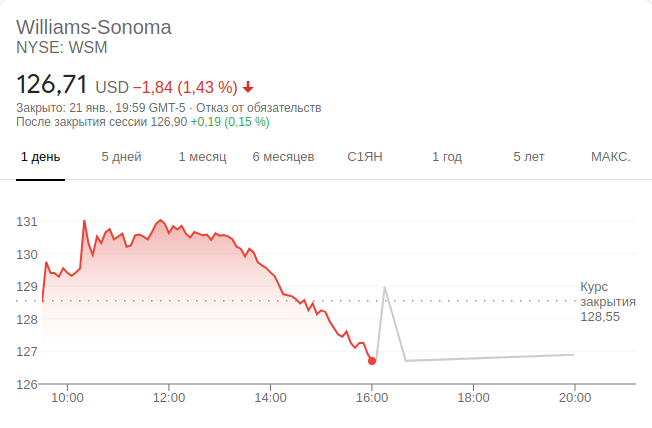 Williams-Sonoma
NYSE: WSM
126,71 USD −1,84 (1,43 %)
Закрыто: 21 янв., 19:59 GMT-5 · Отказ от обязательств
После закрытия сессии 126,90 +0,19 (0,15 %)
1 день 5 дней 1 месяц 6 месяцев С1ЯН 1 год 5 лет МАКС.
131
130
129
128
127
126
Курс
закрытия
128,55
10:00 12:00 14:00 16:00 18:00 20:00